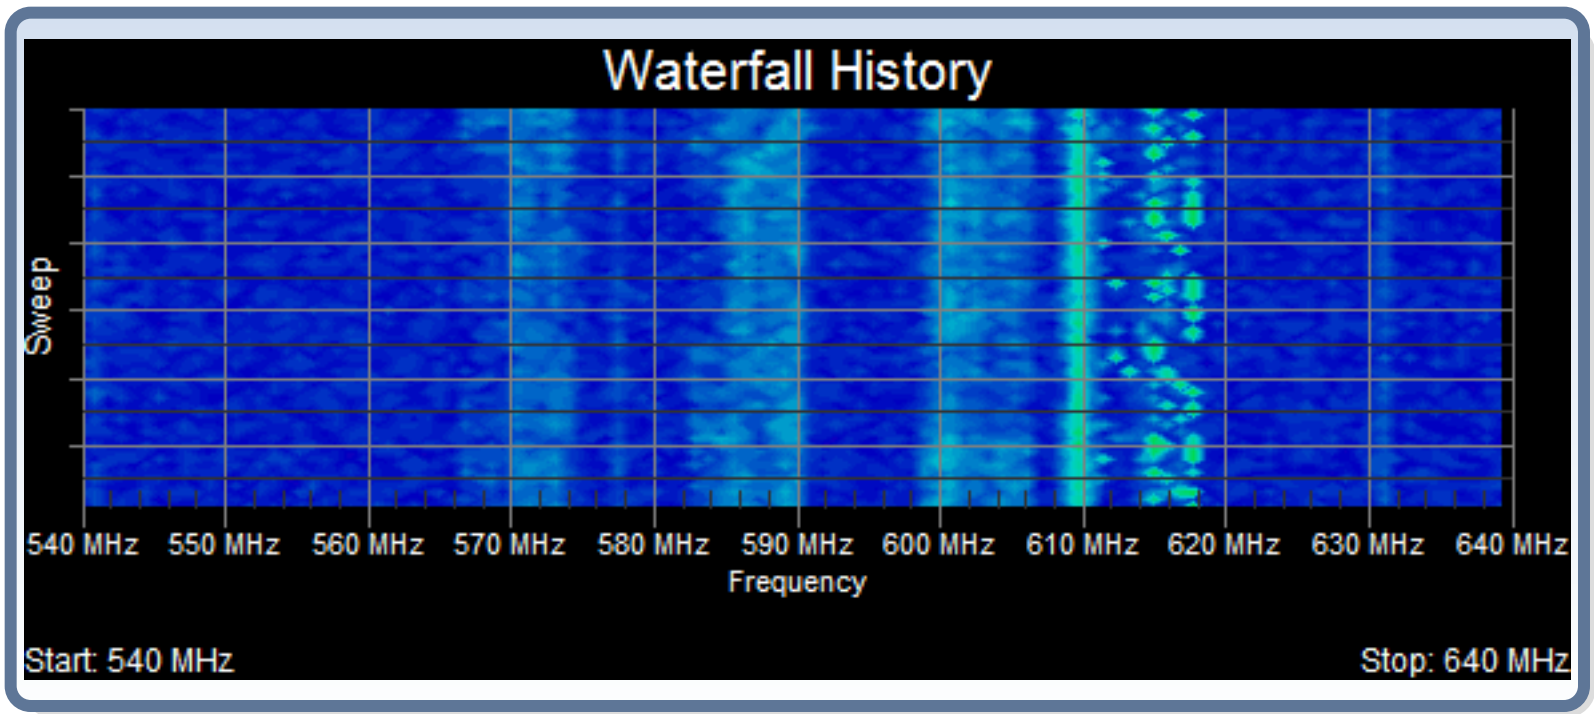 Waterfall History
Sweep
540 MHz 550 MHz 560 MHz 570 MHz 580 MHz 590 MHz 600 MHz 610 MHz 620 MHz 630 MHz 640 MHz
Frequency
Start: 540 MHz Stop: 640 MHz